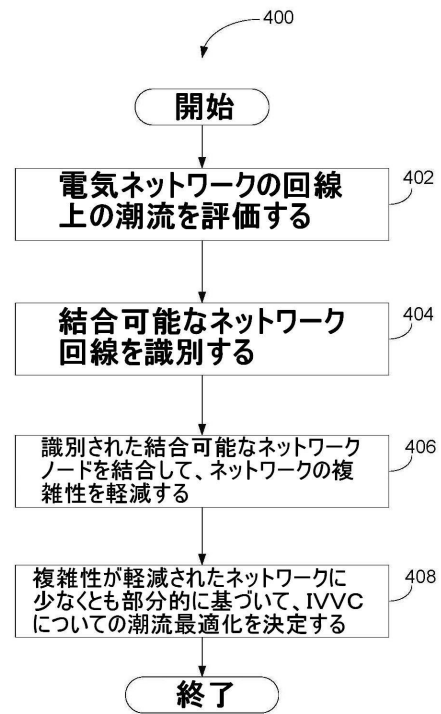 400
開始
電気ネットワークの回線
上の潮流を評価する
402
結合可能なネットワーク
回線を識別する
404
識別された結合可能なネットワーク
ノードを結合して、ネットワークの複
雑性を軽減する
406
複雑性が軽減されたネットワークに
少なくとも部分的に基づいて、IVVC
についての潮流最適化を決定する
408
終了